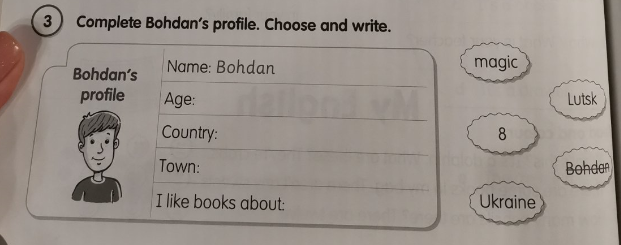 3 Complete Bohdan's profile. Choose and write.
Bohdan's
profile
Name: Bohdan
Age:
Country:
Town:
I like books about:
magic
Lutsk
8
Bohdan
Ukraine